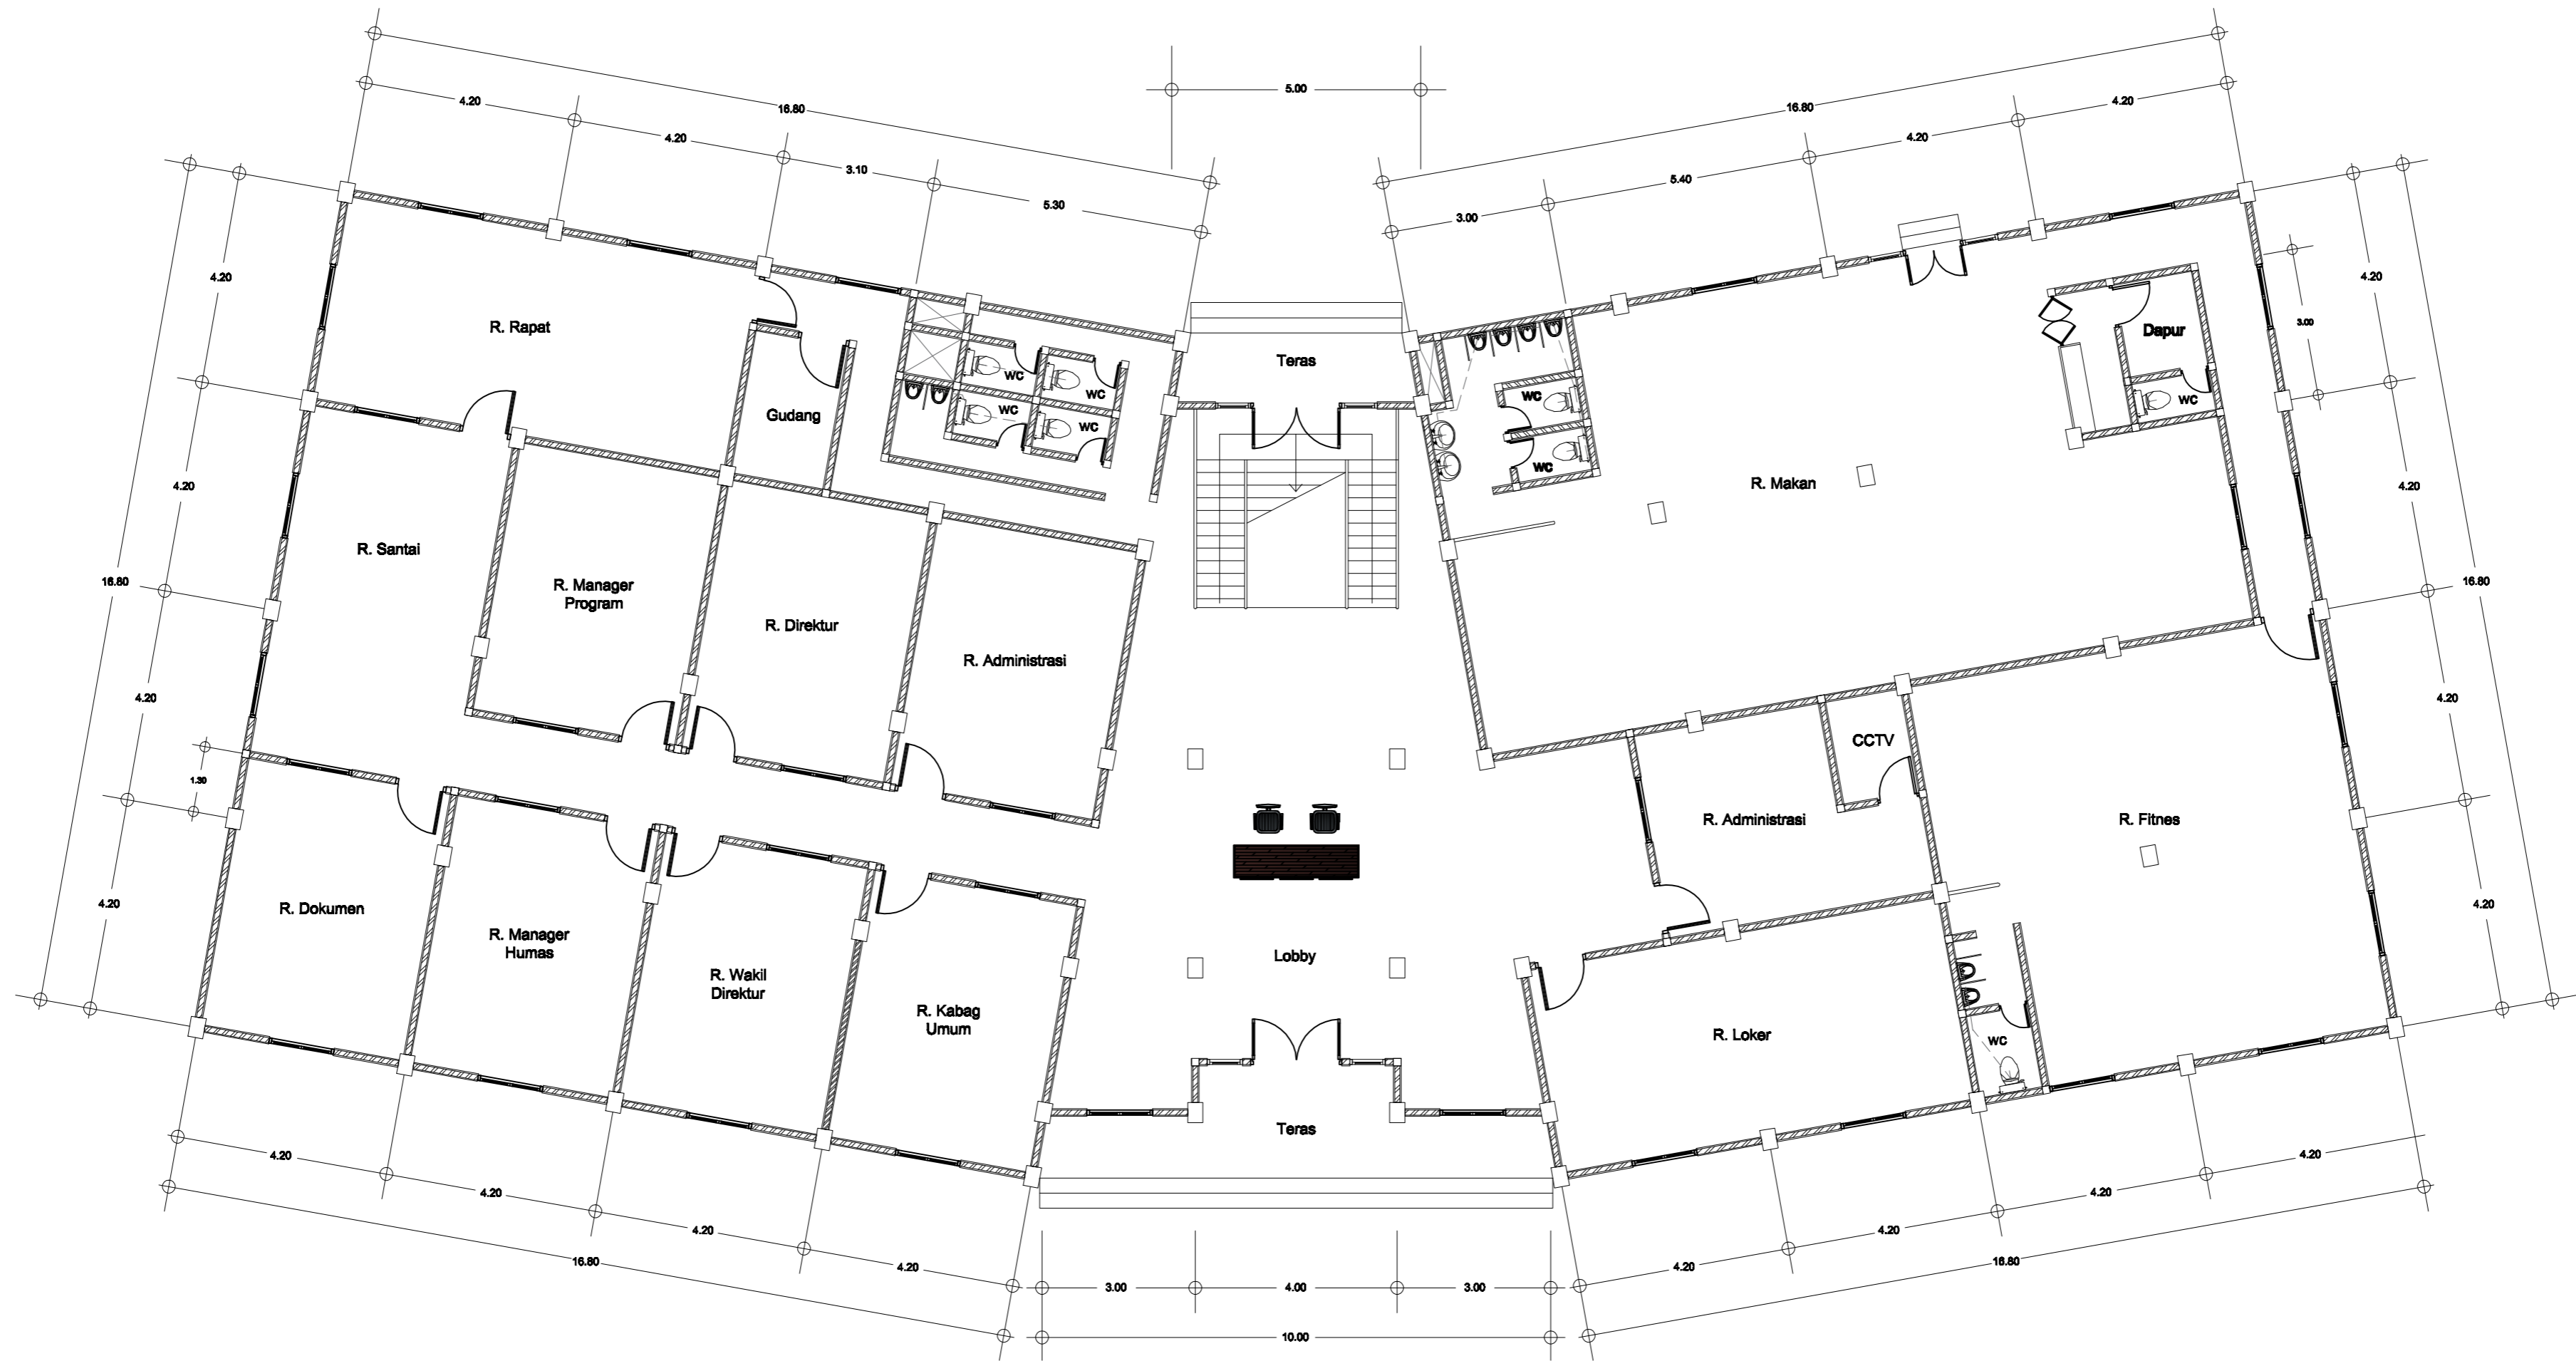 5.00
16.80
16.80
4.20
4.20
3.10
5.30
3.00
5.40
4.20
4.20
4.20
4.20
16.80
4.20
1.30
4.20
4.20
3.00
4.20
16.80
4.20
4.20
R. Rapat
Gudang
WC
WC
WC
WC
Teras
WC
WC
Dapur
WC
R. Makan
R. Santai
R. Manager
Program
R. Direktur
R. Administrasi
CCTV
R. Administrasi
R. Fitnes
R. Dokumen
R. Manager
Humas
R. Wakil
Direktur
R. Kabag
Umum
Lobby
R. Loker
WC
Teras
4.20
4.20
4.20
4.20
16.80
3.00
4.00
3.00
10.00
4.20
4.20
4.20
4.20
16.80